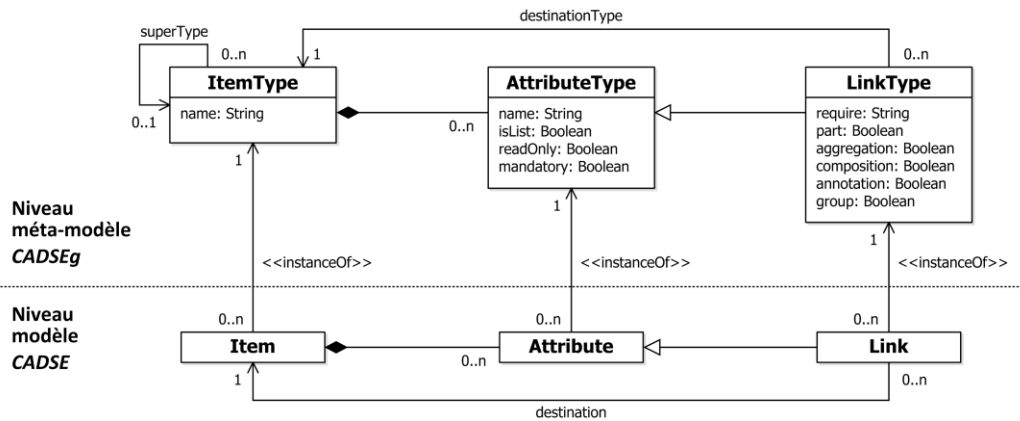 destinationType
superType
0..n
1
0..n
ItemType
AttributeType
LinkType
name: String
0..1
0..n
name: String
isList: Boolean
readOnly: Boolean
mandatory: Boolean
require: String
part: Boolean
aggregation: Boolean
composition: Boolean
annotation: Boolean
group: Boolean
1
1
1
Niveau
méta-modèle
CADSEg
<<instanceOf>>
<<instanceOf>>
<<instanceOf>>
Niveau
modèle
CADSE
0..n
0..n
0..n
Item
Attribute
Link
0..n
1
0..n
destination